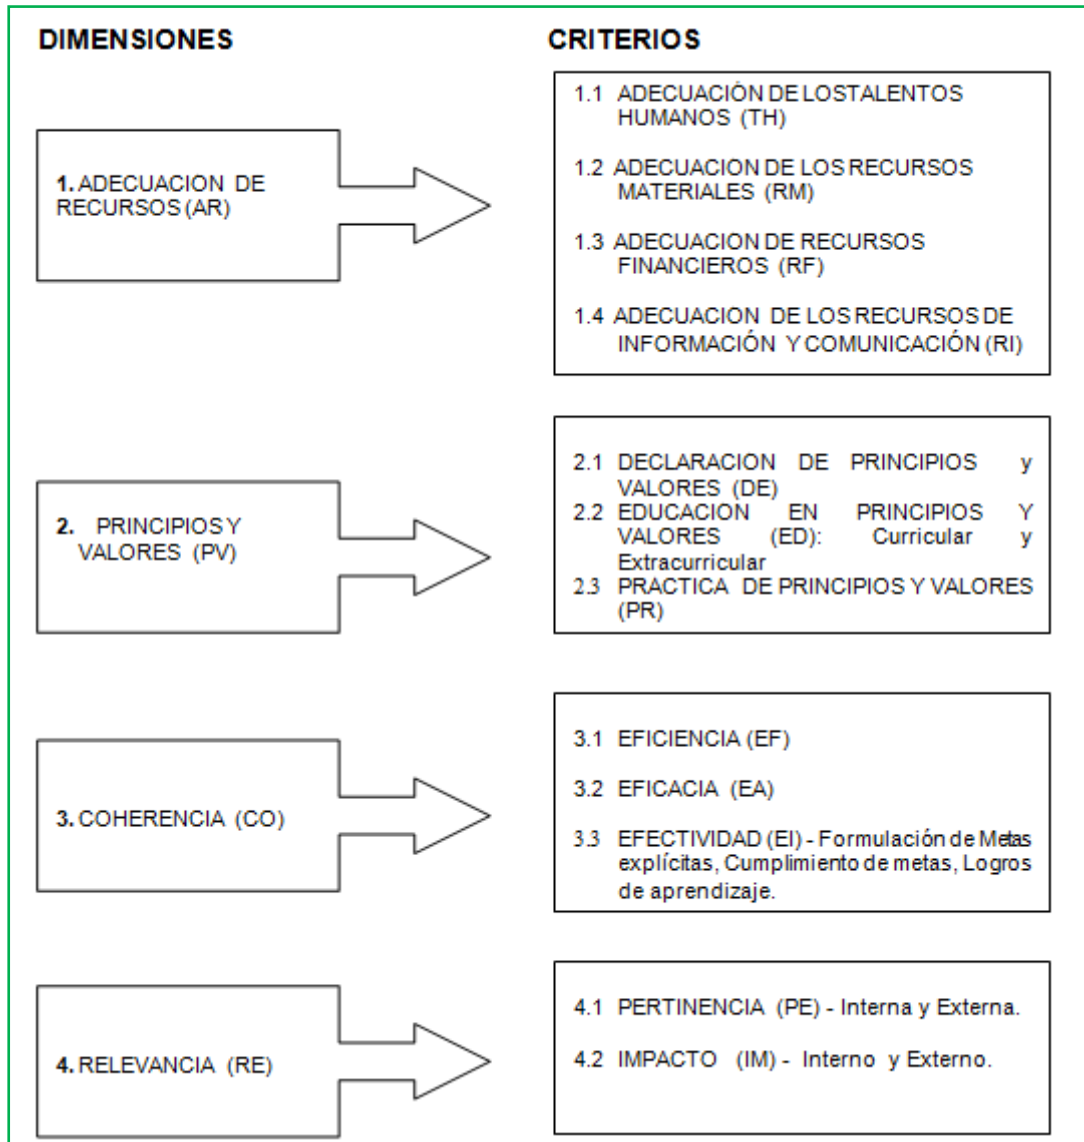 DIMENSIONES
CRITERIOS
1. ADECUACION DE
RECURSOS (AR)
1.1 ADECUACIÓN DE LOSTALENTOS
HUMANOS (TH)
1.2 ADECUACION DE LOS RECURSOS
MATERIALES (RM)
1.3 ADECUACION DE RECURSOS
FINANCIEROS (RF)
1.4 ADECUACION DE LOS RECURSOS DE
INFORMACIÓN Y COMUNICACIÓN (RI)
2. PRINCIPIOS Y
VALORES (PV)
2.1 DECLARACION DE PRINCIPIOS y
VALORES (DE)
2.2 EDUCACION EN PRINCIPIOS Y
VALORES (ED): Curricular y
Extracurricular
2.3 PRACTICA DE PRINCIPIOS Y VALORES
(PR)
3. COHERENCIA (CO)
3.1 EFICIENCIA (EF)
3.2 EFICACIA (EA)
3.3 EFECTIVIDAD (EI) - Formulación de Metas
explícitas, Cumplimiento de metas, Logros
de aprendizaje.
4. RELEVANCIA (RE)
4.1 PERTINENCIA (PE) - Interna y Externa.
4.2 IMPACTO (IM) - Interno y Externo.